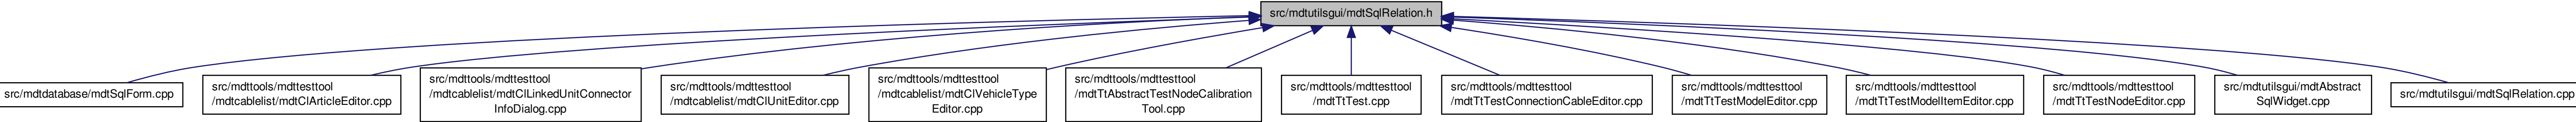 src/mdtutilsgui/mdtSqlRelation.h
src/mdtdatabase/mdtSqlForm.cpp
src/mdttools/mdttesttool
/mdtcablelist/mdtClArticleEditor.cpp
src/mdttools/mdttesttool
/mdtcablelist/mdtClLinkedUnitConnector
InfoDialog.cpp
src/mdttools/mdttesttool
/mdtcablelist/mdtClUnitEditor.cpp
src/mdttools/mdttesttool
/mdtcablelist/mdtClVehicleType
Editor.cpp
src/mdttools/mdttesttool
/mdtTtAbstractTestNodeCalibration
Tool.cpp
src/mdttools/mdttesttool
/mdtTtTest.cpp
src/mdttools/mdttesttool
/mdtTtTestConnectionCableEditor.cpp
src/mdttools/mdttesttool
/mdtTtTestModelEditor.cpp
src/mdttools/mdttesttool
/mdtTtTestModelItemEditor.cpp
src/mdttools/mdttesttool
/mdtTtTestNodeEditor.cpp
src/mdtutilsgui/mdtAbstract
SqlWidget.cpp
src/mdtutilsgui/mdtSqlRelation.cpp